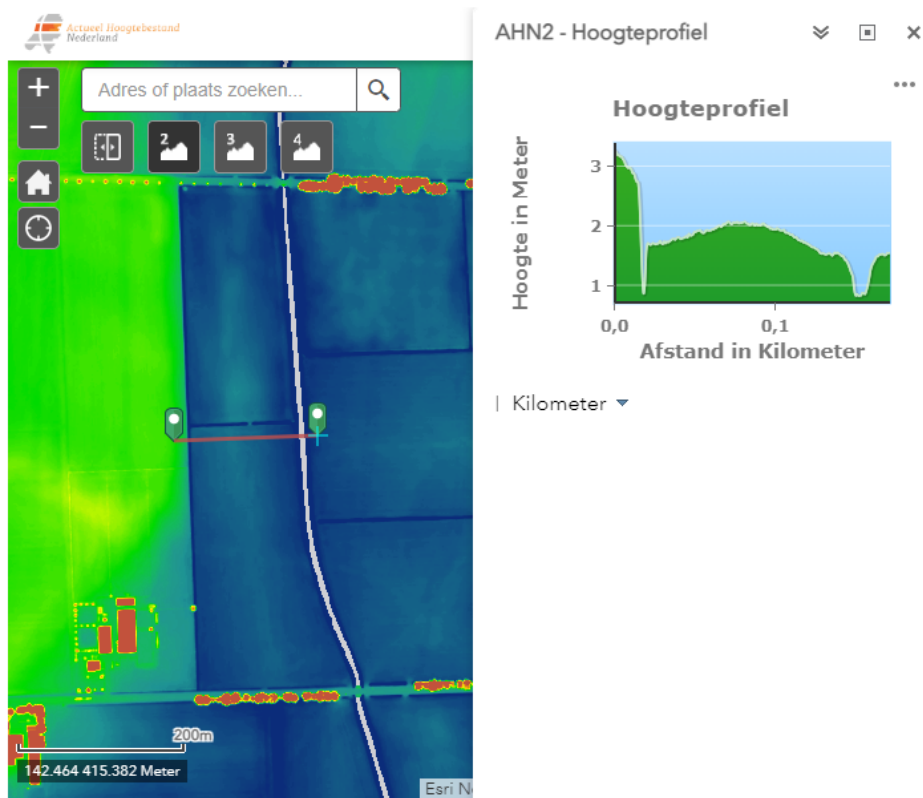 Actueel Hoogtebestand
Nederland
Adres of plaats zoeken...
2
3
4
200m
142.464 415.382 Meter
Esri N
AHN2 - Hoogteprofiel
Hoogteprofiel
Hoogte in Meter
3
2
1
0,0 0,1
Afstand in Kilometer
| Kilometer